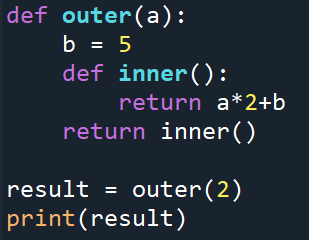 def outer(a):
    b = 5
    def inner():
        return a*2+b
    return inner()

result = outer(2)
print(result)